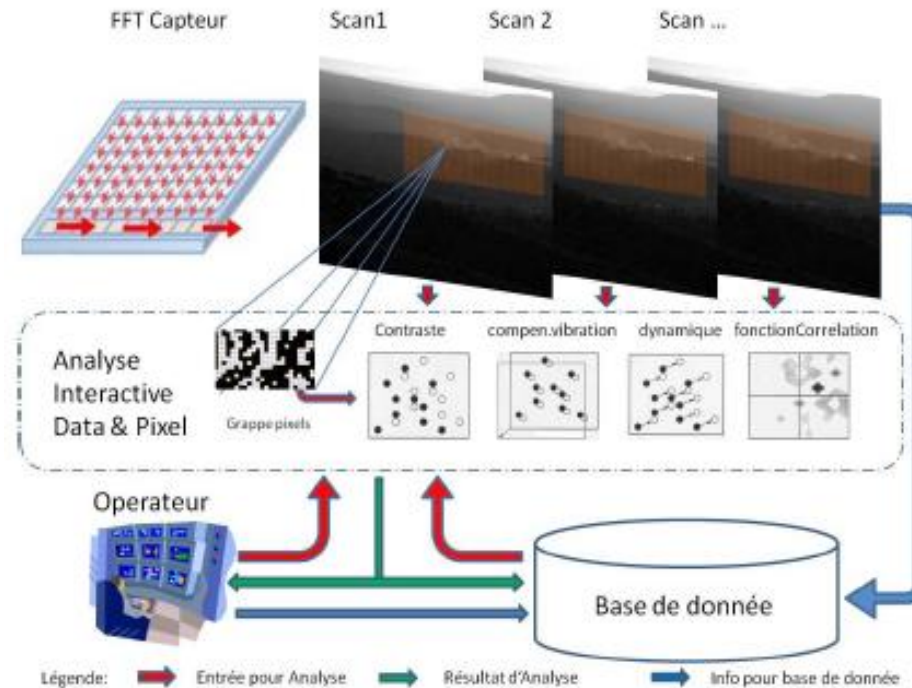 FFT Capteur
Scan1
Scan 2
Scan ...
Analyse
Interactive
Data & Pixel
Grappe pixels
Contraste
compen.vibration
dynamique
fonctionCorrelation
Operateur
Base de donnée
Légende:
Entrée pour Analyse
Résultat d'Analyse
Info pour base de donnée